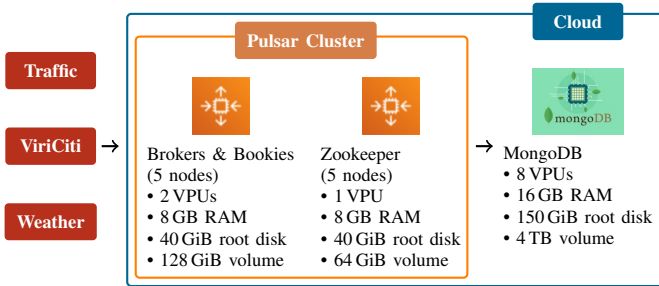 Cloud
Pulsar Cluster
Traffic
ViriCiti
Weather
Brokers & Bookies
(5 nodes)
• 2 VPUs
• 8 GB RAM
• 40 GiB root disk
• 128 GiB volume
Zookeeper
(5 nodes)
• 1 VPU
• 8 GB RAM
• 40 GiB root disk
• 64 GiB volume
mongoDB
MongoDB
• 8 VPUs
• 16 GB RAM
• 150 GiB root disk
• 4 TB volume